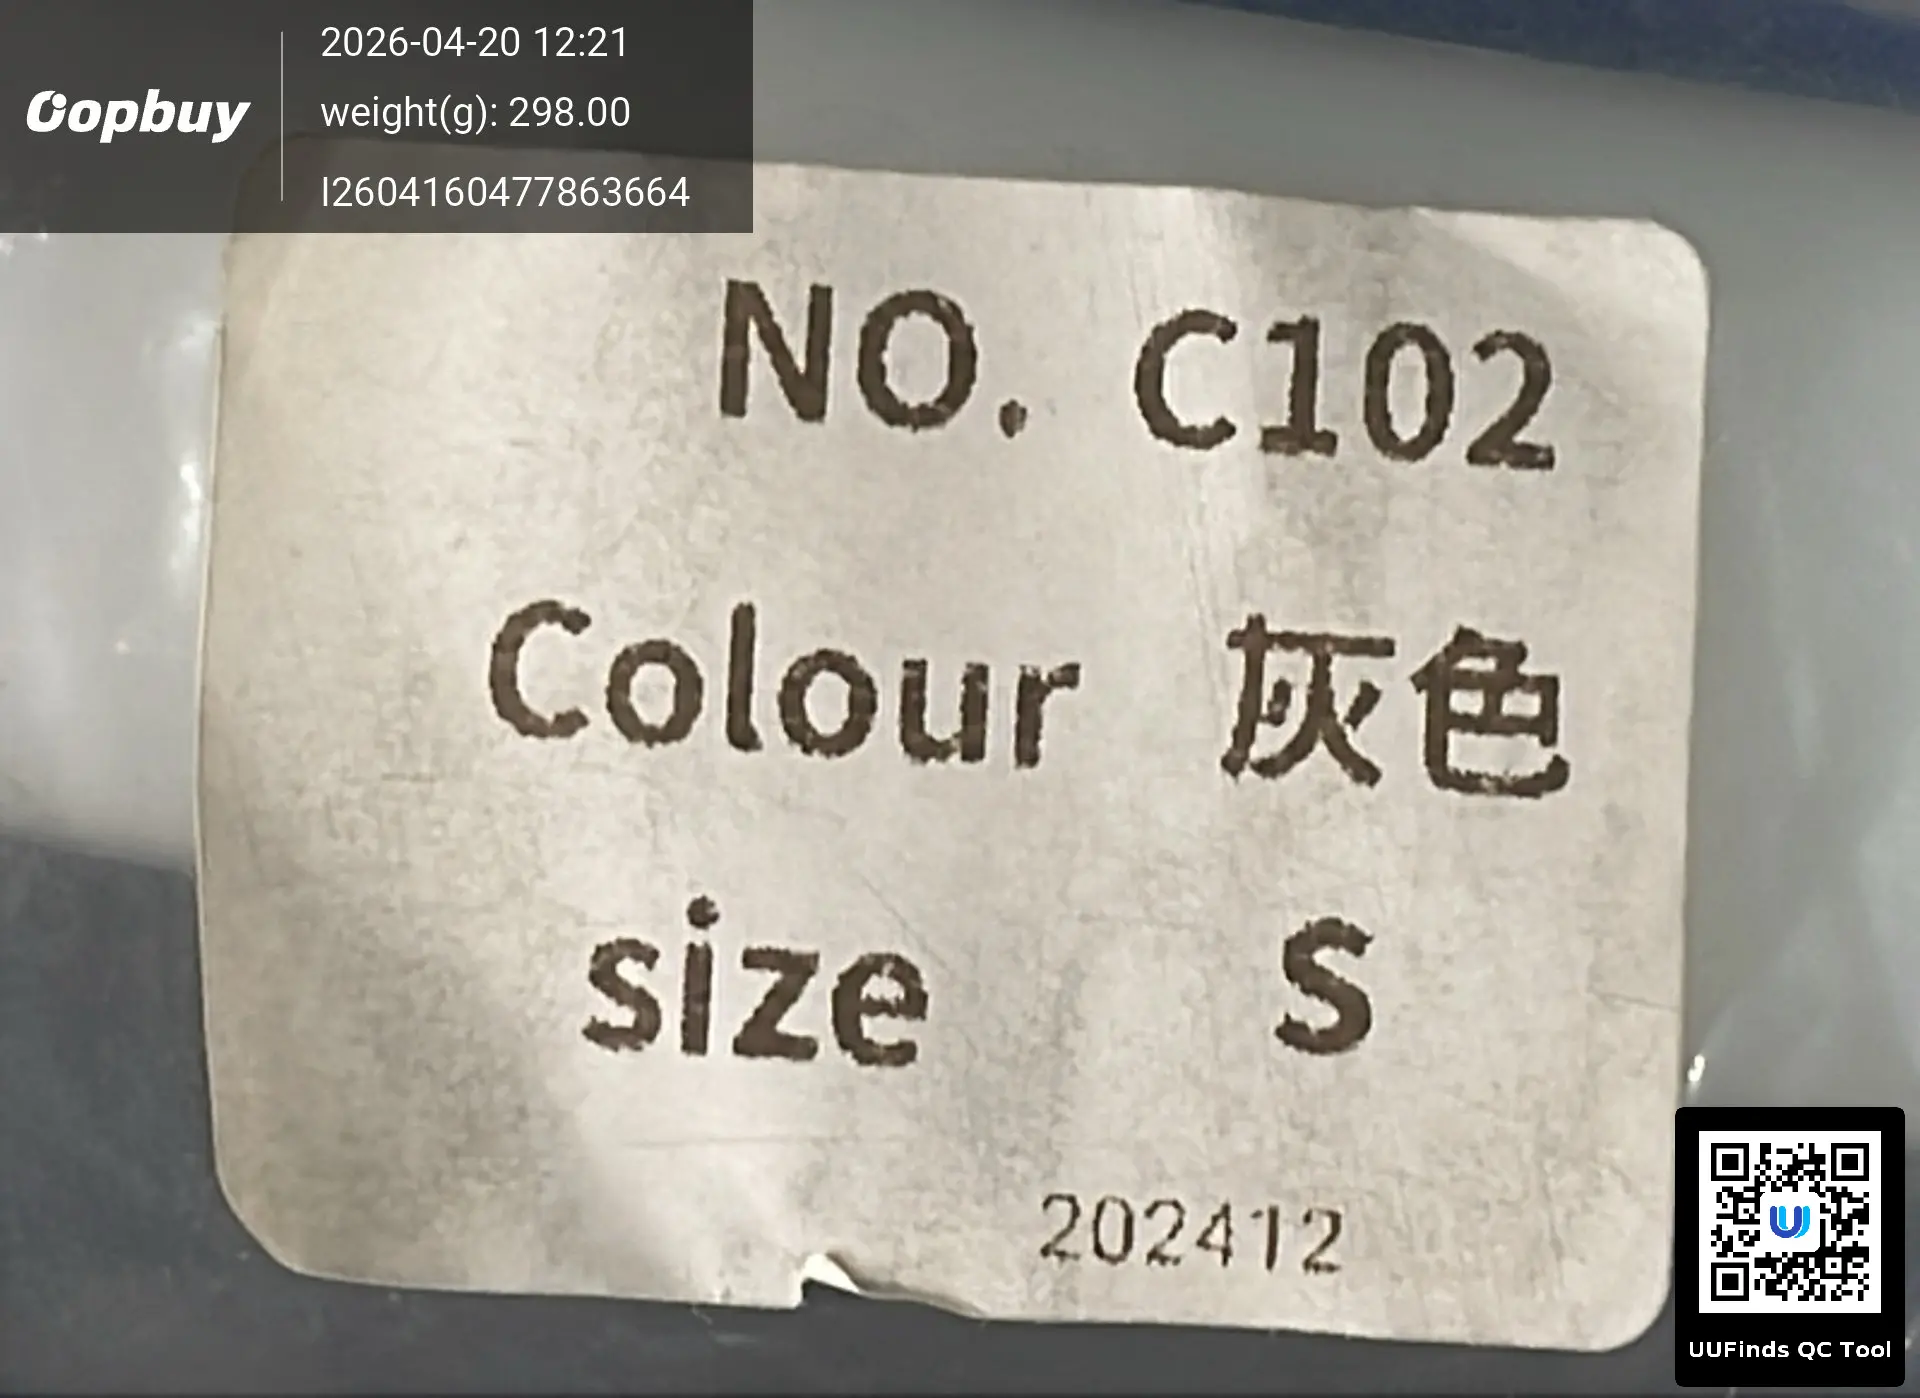 Oopbuy
2026-04-20 12:21
weight(g): 298.00
I2604160477863664
NO. C102
Colour 灰色
size S
202412
UUFinds QC Tool